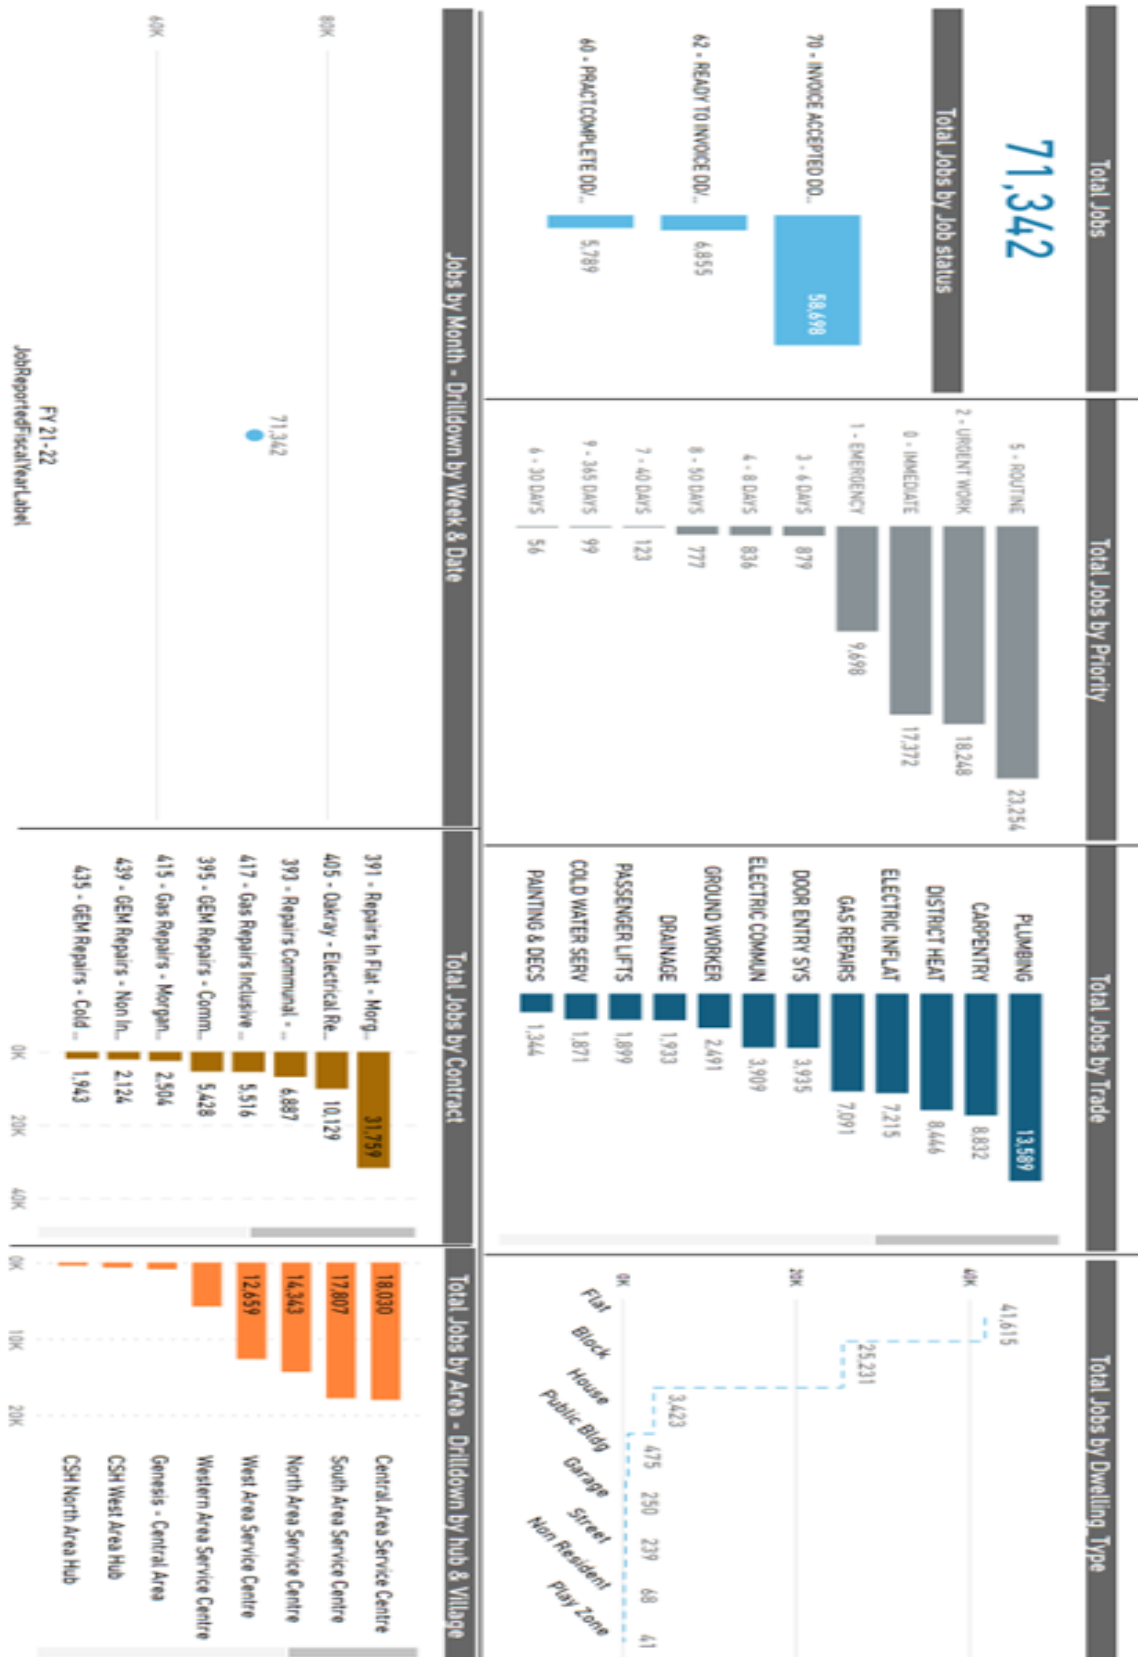 Total Jobs
71,342
Total Jobs by Job status
70 - INVOICE ACCEPTED DD...
58,698
62 - READY TO INVOICE DD/...
6,855
60 - PRACT.COMPLETE DD/...
5,789
Total Jobs by Priority
5 - ROUTINE
23,254
2 - URGENT WORK
18,248
0 - IMMEDIATE
17,372
1 - EMERGENCY
9,698
3 - 6 DAYS
879
4 - 8 DAYS
836
8 - 50 DAYS
777
7 - 40 DAYS
123
9 - 365 DAYS
99
6 - 30 DAYS
56
Total Jobs by Trade
PLUMBING
13,589
CARPENTRY
8,832
DISTRICT HEAT
8,446
ELECTRIC INFLAT
7,215
GAS REPAIRS
7,091
DOOR ENTRY SYS
3,935
ELECTRIC COMMUN
3,909
GROUND WORKER
2,491
DRAINAGE
1,933
PASSENGER LIFTS
1,899
COLD WATER SERV
1,871
PAINTING & DECS
1,344
Total Jobs by Dwelling_Type
40K
20K
0K
41,615
25,231
3,423
475
250
239
68
41
Flat
Block
House
Public Bldg
Garage
Street
Non Resident
Play Zone
Jobs by Month - Drilldown by Week & Date
80K
60K
71,342
FY 21-22
JobReportedFiscalYearLabel
Total Jobs by Contract
391 - Repairs In Flat - Morg...
31,759
405 - Oakray - Electrical Re...
10,129
393 - Repairs Communal - ...
6,887
417 - Gas Repairs Inclusive ...
5,516
395 - GEM Repairs - Comm...
5,428
415 - Gas Repairs - Morgan...
2,504
439 - GEM Repairs - Non In...
2,124
435 - GEM Repairs - Cold ...
1,943
0K
20K
40K
Total Jobs by Area - Drilldown by hub & Village
18,030
Central Area Service Centre
17,807
South Area Service Centre
14,343
North Area Service Centre
12,659
West Area Service Centre
Western Area Service Centre
Genesis - Central Area
CSH West Area Hub
CSH North Area Hub
0K
10K
20K